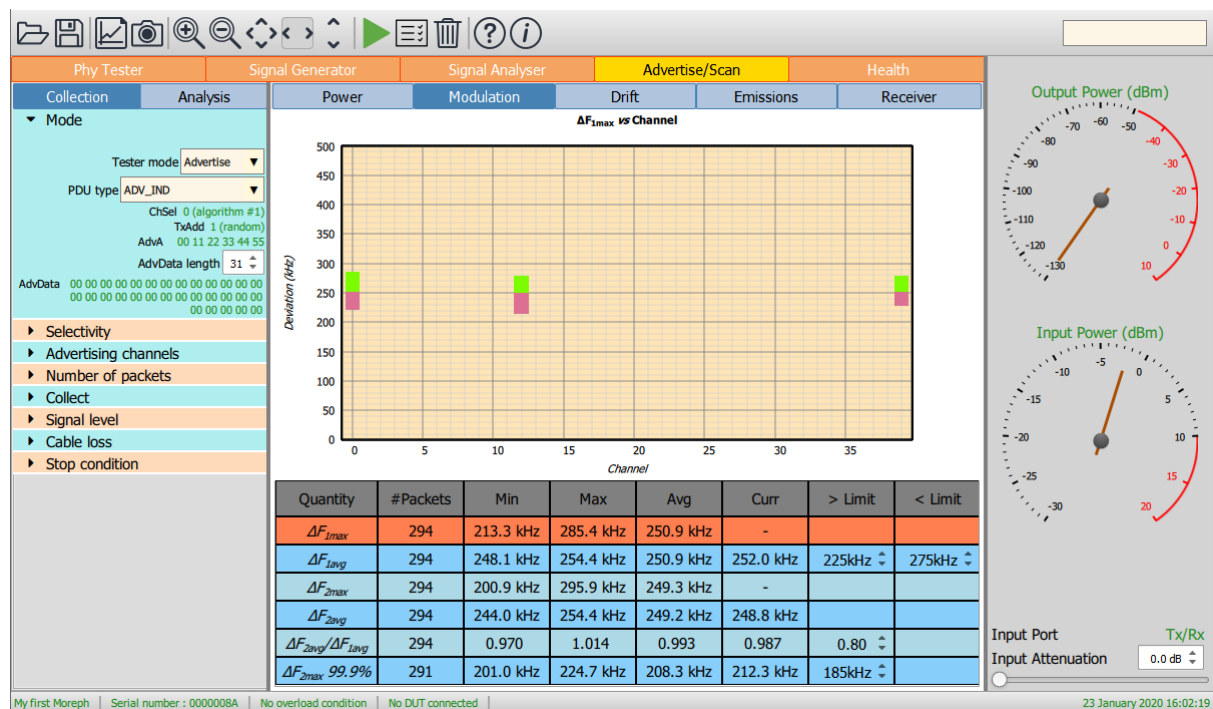 Phy Tester Signal Generator Signal Analyser Advertise/Scan Health
Collection Analysis
Mode
Tester mode Advertise
PDU type ADV_IND
ChSel 0 (algorithm #1)
TxAdd 1 (random)
AdvA 00 11 22 33 44 55
AdvData length 31
AdvData 00 00 00 00 00 00 00 00 00 00 00 00 00
00 00 00 00 00 00 00 00 00 00 00 00 00
00 00 00 00 00
Selectivity
Advertising channels
Number of packets
Collect
Signal level
Cable loss
Stop condition
Power Modulation Drift Emissions Receiver
ΔF1max vs Channel
500
450
400
350
300
250
200
150
100
50
0
Deviation (kHz)
0 5 10 15 20 25 30 35
Channel
Quantity #Packets Min Max Avg Curr > Limit < Limit
ΔF1max 294 213.3 kHz 285.4 kHz 250.9 kHz -
ΔF1avg 294 248.1 kHz 254.4 kHz 250.9 kHz 252.0 kHz 225kHz 275kHz
ΔF2max 294 200.9 kHz 295.9 kHz 249.3 kHz -
ΔF2avg 294 244.0 kHz 254.4 kHz 249.2 kHz 248.8 kHz
ΔF2avg/ΔF1avg 294 0.970 1.014 0.993 0.987 0.80
ΔF2max 99.9% 291 201.0 kHz 224.7 kHz 208.3 kHz 212.3 kHz 185kHz
Output Power (dBm)
-130 -120 -110 -100 -90 -80 -70 -60 -50 -40 -30 -20 -10 0 10
Input Power (dBm)
-30 -25 -20 -15 -10 -5 0 5 10 15 20
Input Port Tx/Rx
Input Attenuation 0.0 dB
My first Moreph Serial number : 0000008A No overload condition No DUT connected 23 January 2020 16:02:19